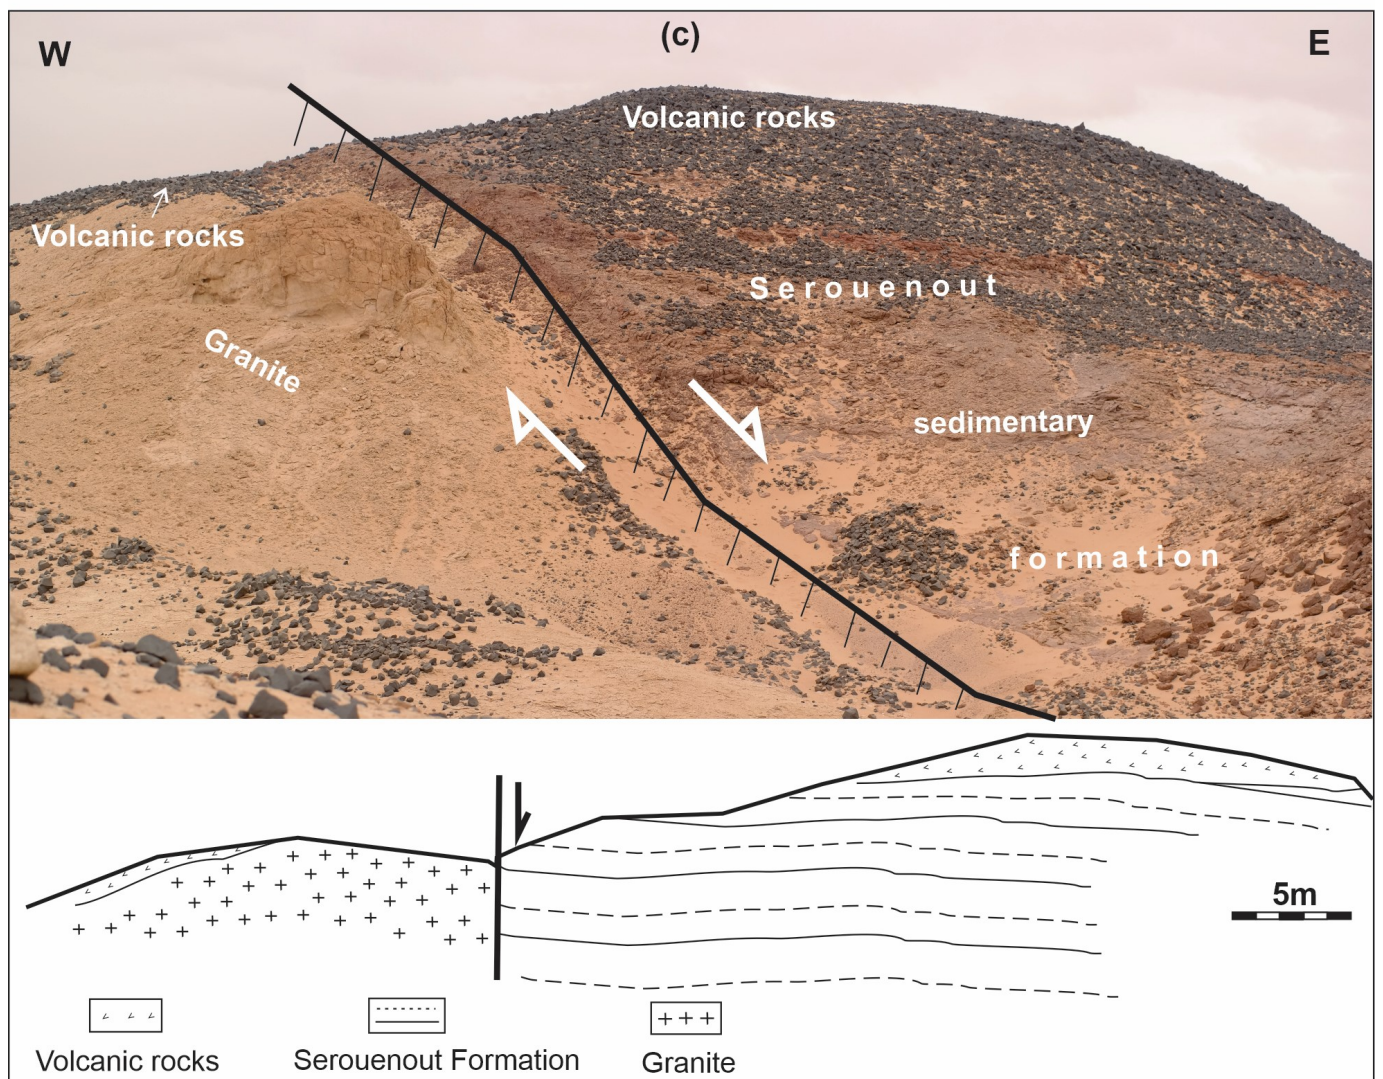 W
(c)
E
Volcanic rocks
Volcanic rocks
Serouenout
Granite
sedimentary
formation
5m
Volcanic rocks
Serouenout Formation
Granite